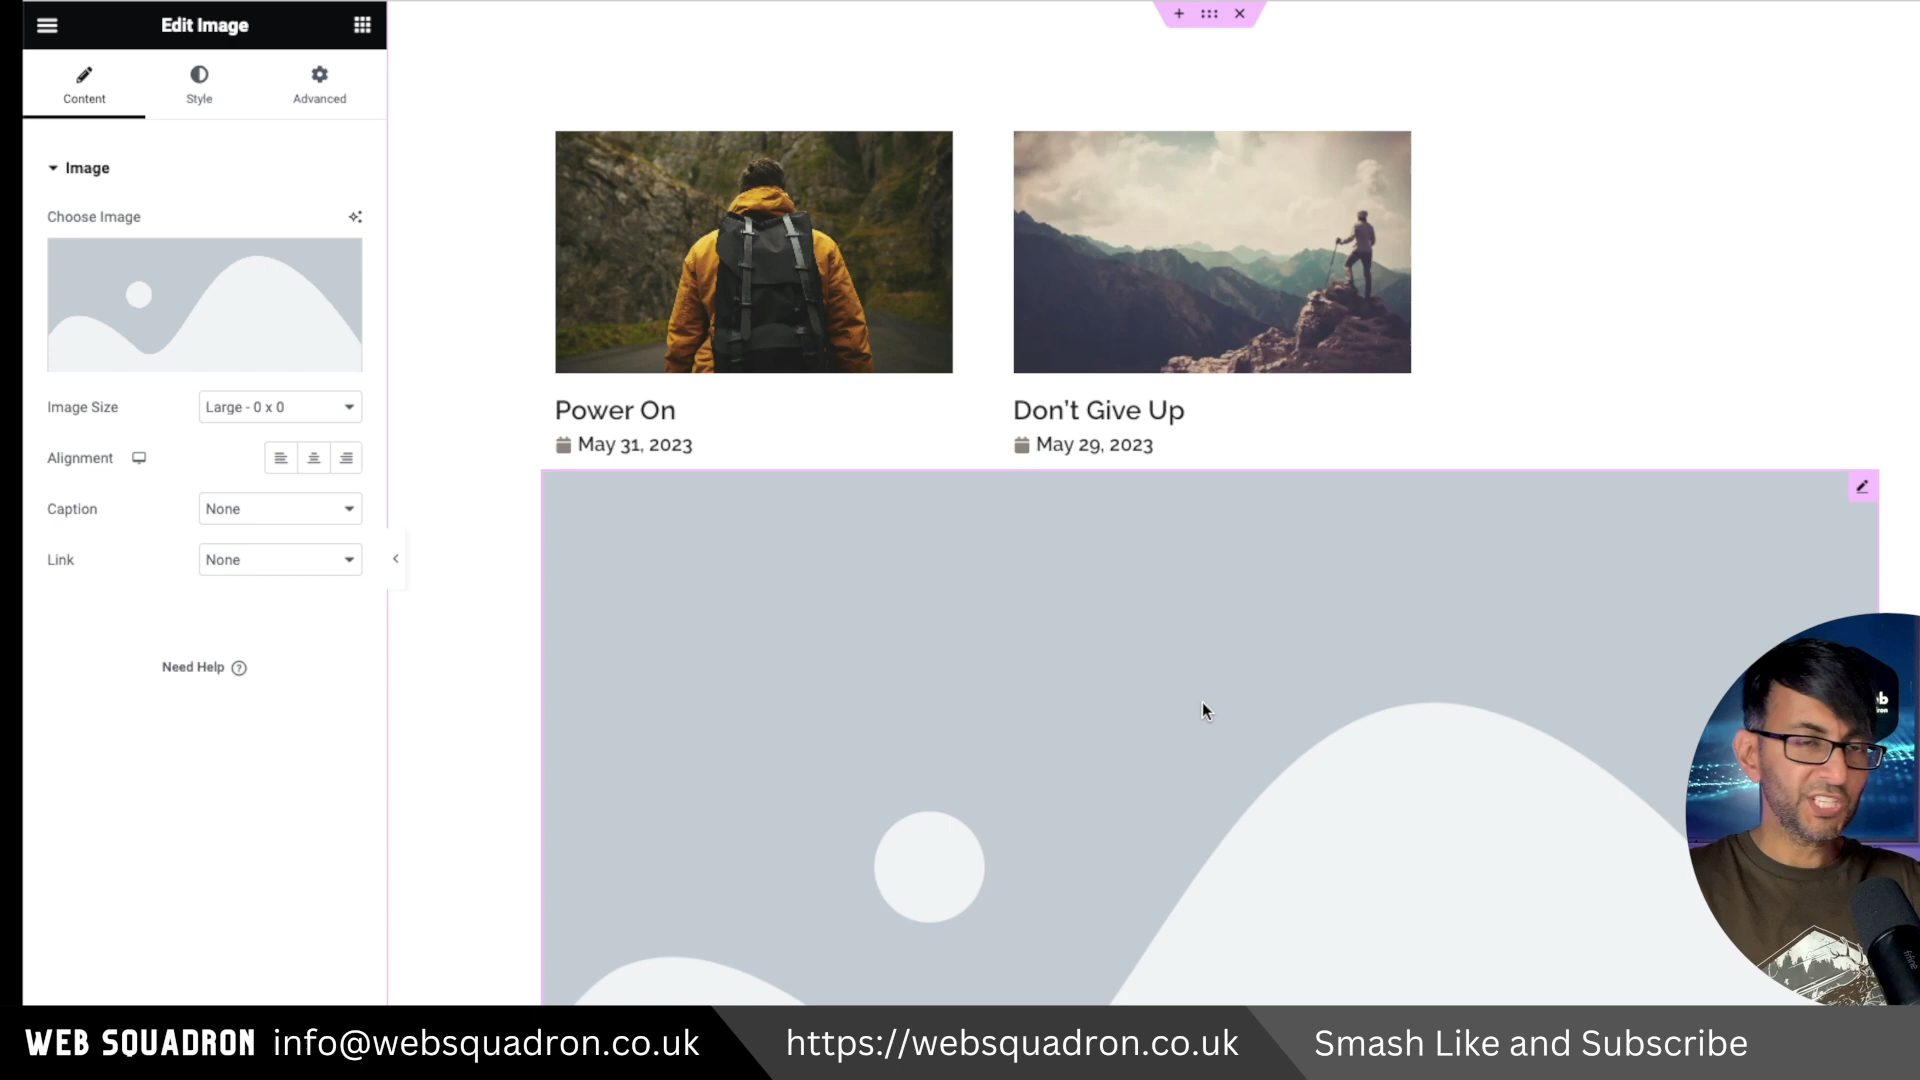 Edit Image
Content
Style
Advanced
Image
Choose Image
Image Size
Large - 0 x 0
Alignment
Caption
None
Link
None
Need Help
Power On
May 31, 2023
Don't Give Up
May 29, 2023
WEB SQUADRON info@websquadron.co.uk
https://websquadron.co.uk
Smash Like and Subscribe